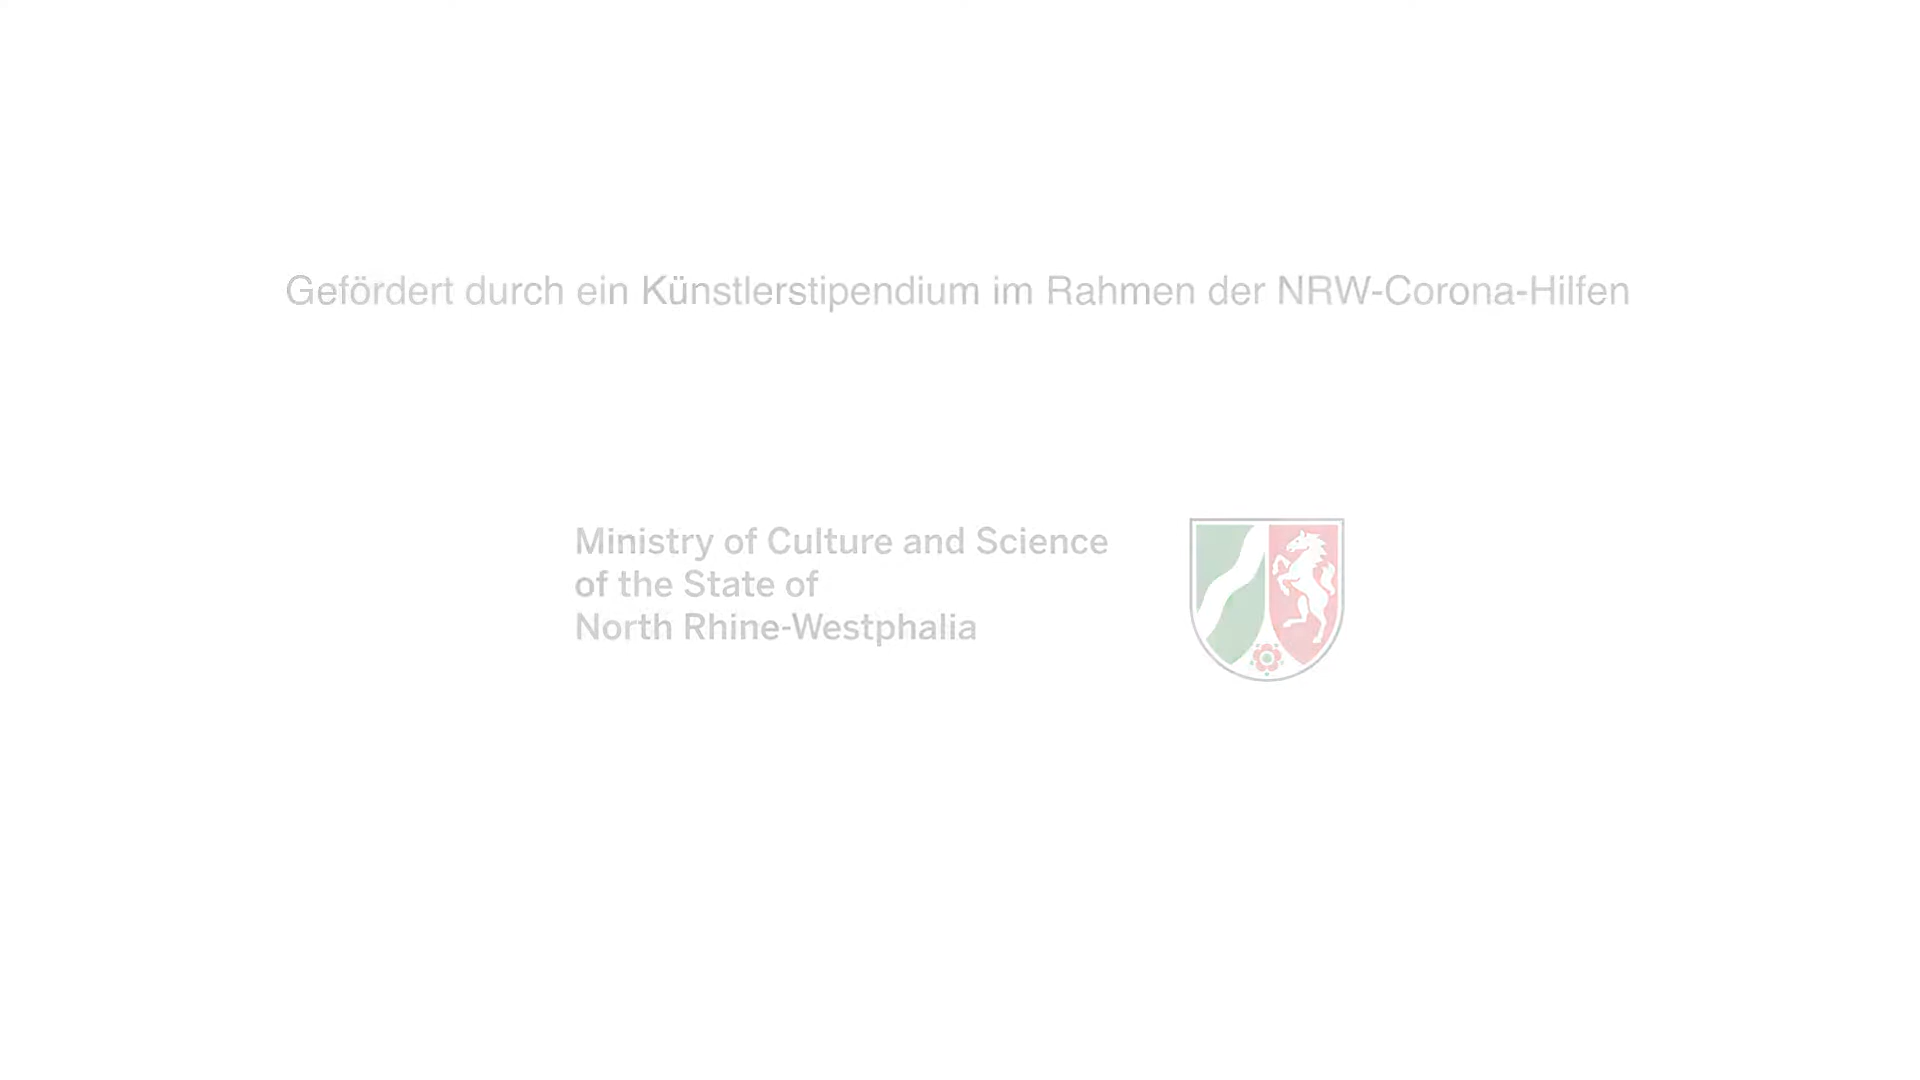 Gefördert durch ein Künstlerstipendium im Rahmen der NRW-Corona-Hilfen
Ministry of Culture and Science
of the State of
North Rhine-Westphalia